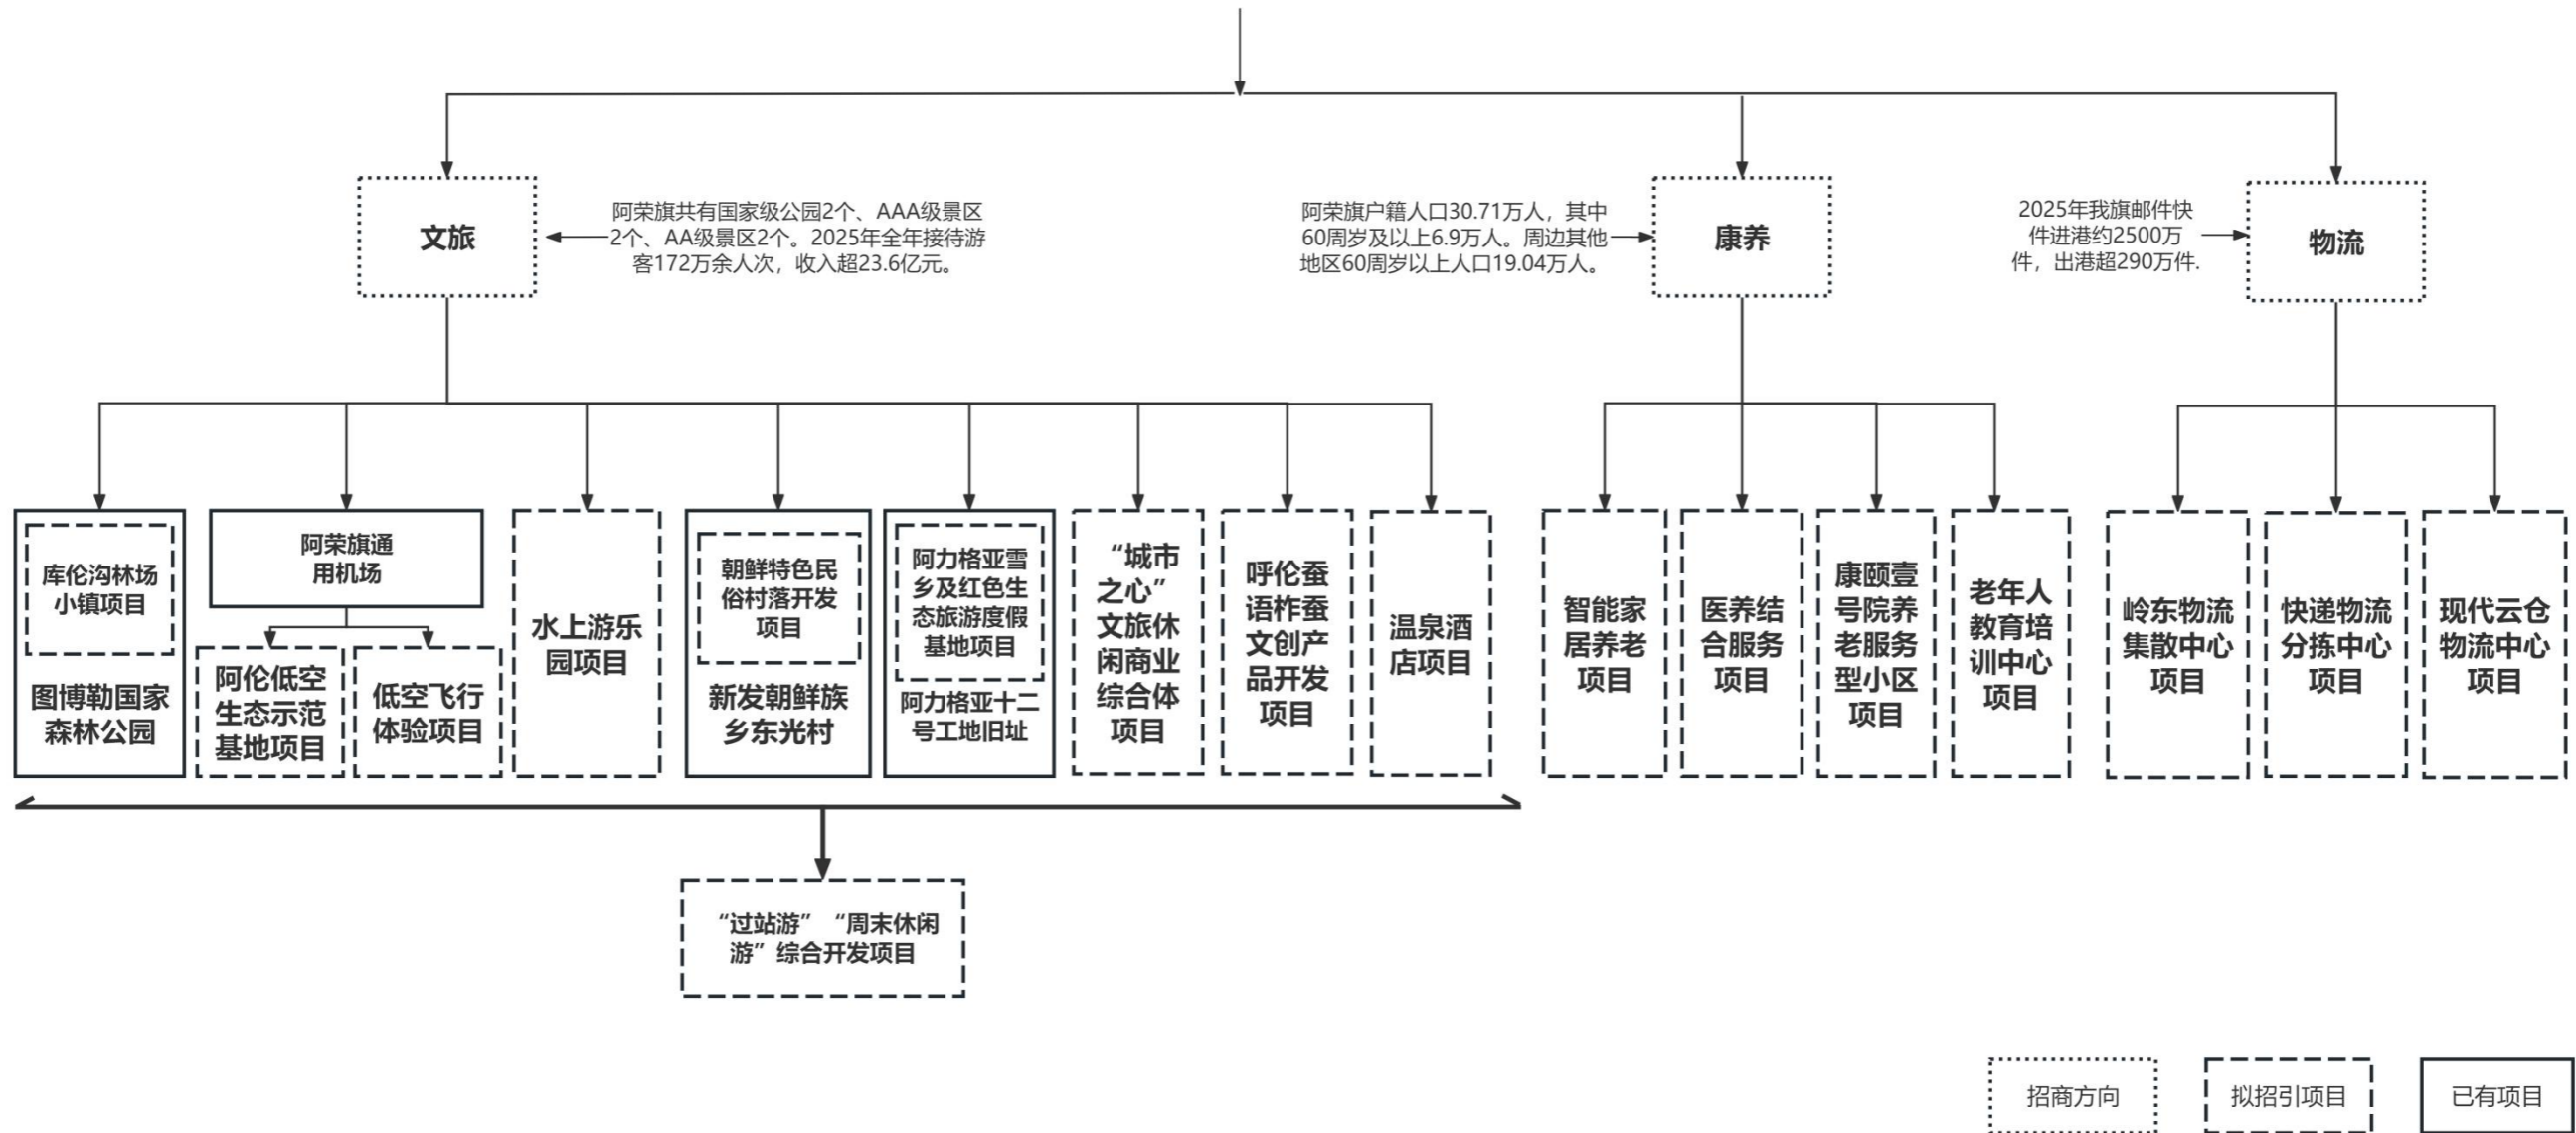 文旅
阿荣旗共有国家级公园2个、AAA级景区
2个、AA级景区2个。2025年全年接待游
客172万余人次，收入超23.6亿元。
阿荣旗户籍人口30.71万人，其中
60周岁及以上6.9万人。周边其他
地区60周岁以上人口19.04万人。
康养
2025年我旗邮件快
件进港约2500万
件，出港超290万件.
物流
库伦沟林场
小镇项目
图博勒国家
森林公园
阿荣旗通
用机场
阿伦低空
生态示范
基地项目
低空飞行
体验项目
水上游乐
园项目
朝鲜特色民
俗村落开发
项目
新发朝鲜族
乡东光村
阿力格亚雪
乡及红色生
态旅游度假
基地项目
阿力格亚十二
号工地旧址
“城市
之心”
文旅休
闲商业
综合体
项目
呼伦蚕
语柞蚕
文创产
品开发
项目
温泉酒
店项目
智能家
居养老
项目
医养结
合服务
项目
康颐壹
号院养
老服务
型小区
项目
老年人
教育培
训中心
项目
岭东物流
集散中心
项目
快递物流
分拣中心
项目
现代云仓
物流中心
项目
“过站游”“周末休闲
游”综合开发项目
招商方向
拟招引项目
已有项目